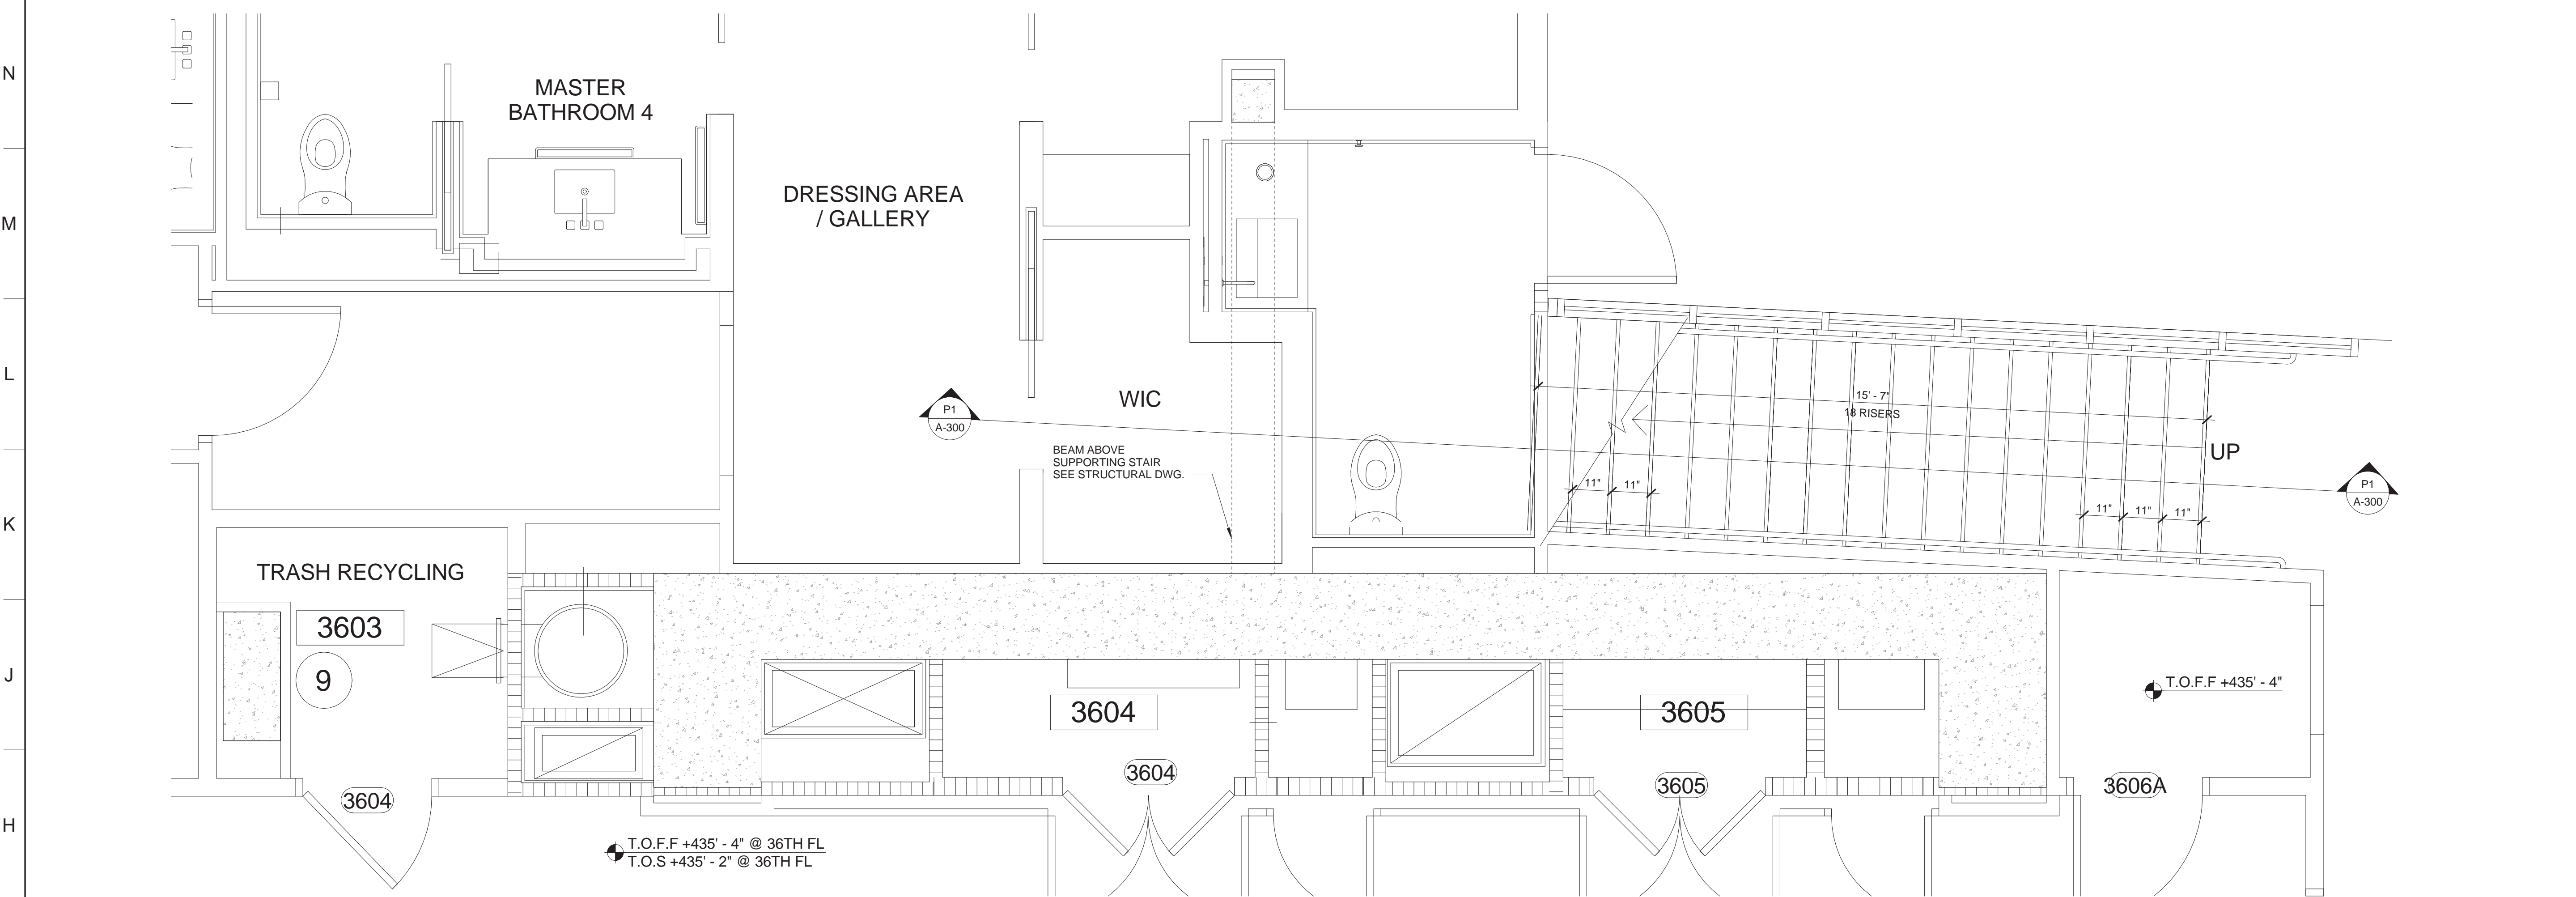 N
MASTER
BATHROOM 4
M
DRESSING AREA
/ GALLERY
L
WIC
P1
A-300
15' - 7"
18 RISERS
UP
BEAM ABOVE
SUPPORTING STAIR
SEE STRUCTURAL DWG.
11"
11"
P1
A-300
K
11"
11"
11"
TRASH RECYCLING
3603
9
J
3604
3605
T.O.F.F +435' - 4"
3604
3604
3605
3606A
H
T.O.F.F +435' - 4" @ 36TH FL
T.O.S +435' - 2" @ 36TH FL